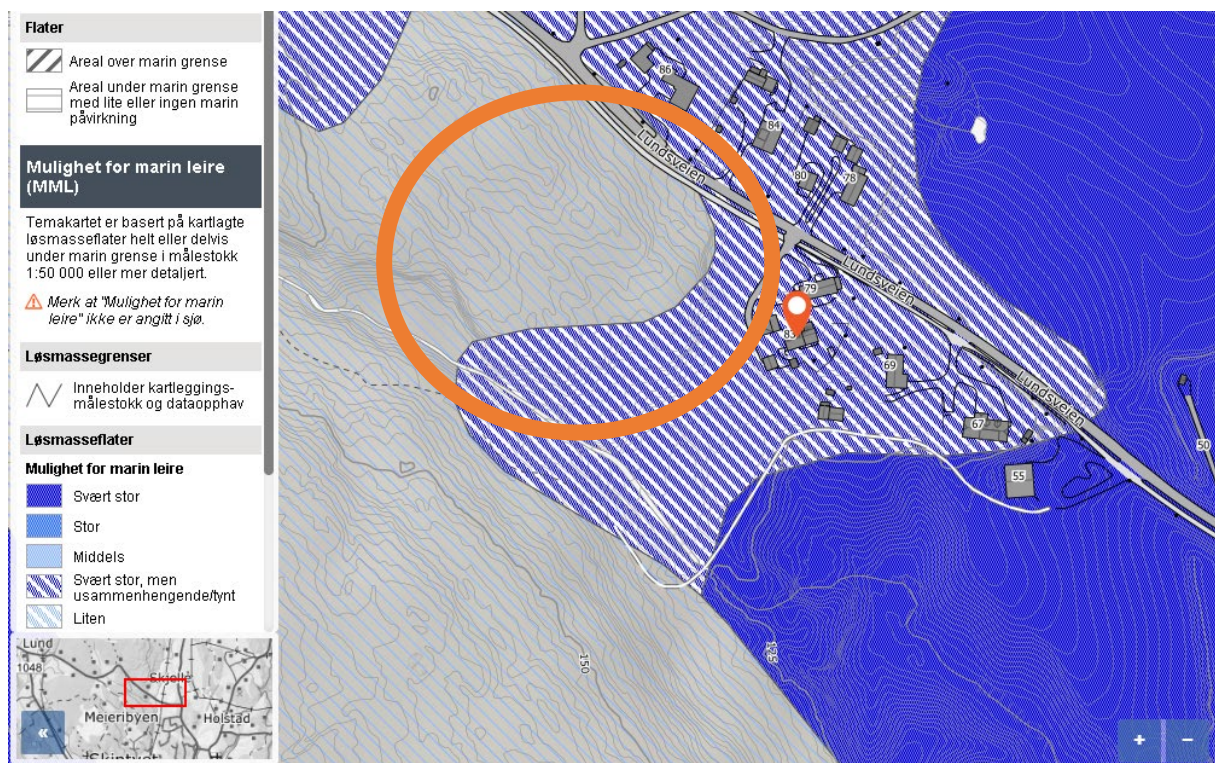 Flater
Areal over marin grense
Areal under marin grense
med lite eller ingen marin
påvirkning
Mulighet for marin leire
(MML)
Temakartet er basert på kartlagte
løsmasseflater helt eller delvis
under marin grense i målestokk
1:50 000 eller mer detaljert.
Merk at "Mulighet for marin
leire" ikke er angitt i sjø.
Løsmassegrenser
Inneholder kartleggings-
målestokk og dataopphav
Løsmasseflater
Mulighet for marin leire
Svært stor
Stor
Middels
Svært stor, men
usammenhengende/tynt
Liten
Lund
1048
Skjelle
Meieribyen
Holstad
«
86
84
80
78
Lundsveien
Lundsveien
79
83
69
Lundsveien
67
55
50
150
+
−